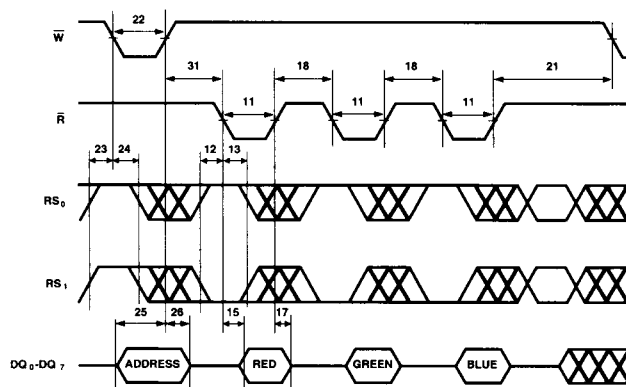 22
W
31 18 18 21
11 11 11
R
23 24 12 13
RS0
RS1
25 26 15 17
DQ0-DQ7 ADDRESS RED GREEN BLUE